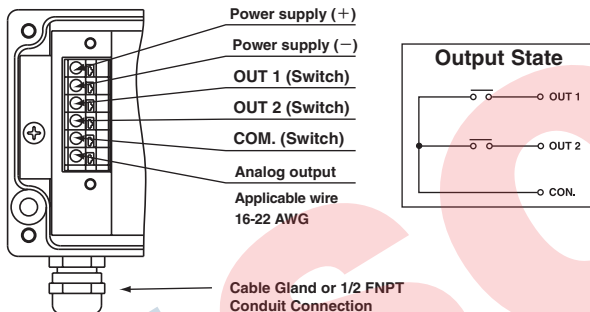 Power supply (+)
Power supply (−)
OUT 1 (Switch)
OUT 2 (Switch)
COM. (Switch)
Analog output
Applicable wire
16-22 AWG
Cable Gland or 1/2 FNPT
Conduit Connection
Output State
OUT 1
OUT 2
CON.